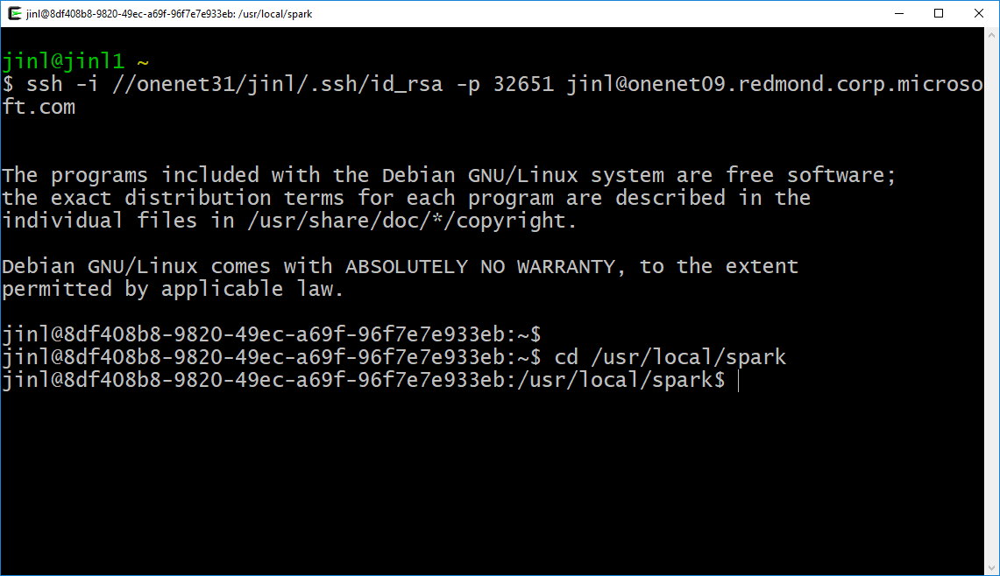 jinl@8df408b8-9820-49ec-a69f-96f7e7e933eb: /usr/local/spark
jinl@jinl1 ~
$ ssh -i //onenet31/jinl/.ssh/id_rsa -p 32651 jinl@onenet09.redmond.corp.microso
ft.com
The programs included with the Debian GNU/Linux system are free software;
the exact distribution terms for each program are described in the
individual files in /usr/share/doc/*/copyright.
Debian GNU/Linux comes with ABSOLUTELY NO WARRANTY, to the extent
permitted by applicable law.
jinl@8df408b8-9820-49ec-a69f-96f7e7e933eb:~$
jinl@8df408b8-9820-49ec-a69f-96f7e7e933eb:~$ cd /usr/local/spark
jinl@8df408b8-9820-49ec-a69f-96f7e7e933eb:/usr/local/spark$